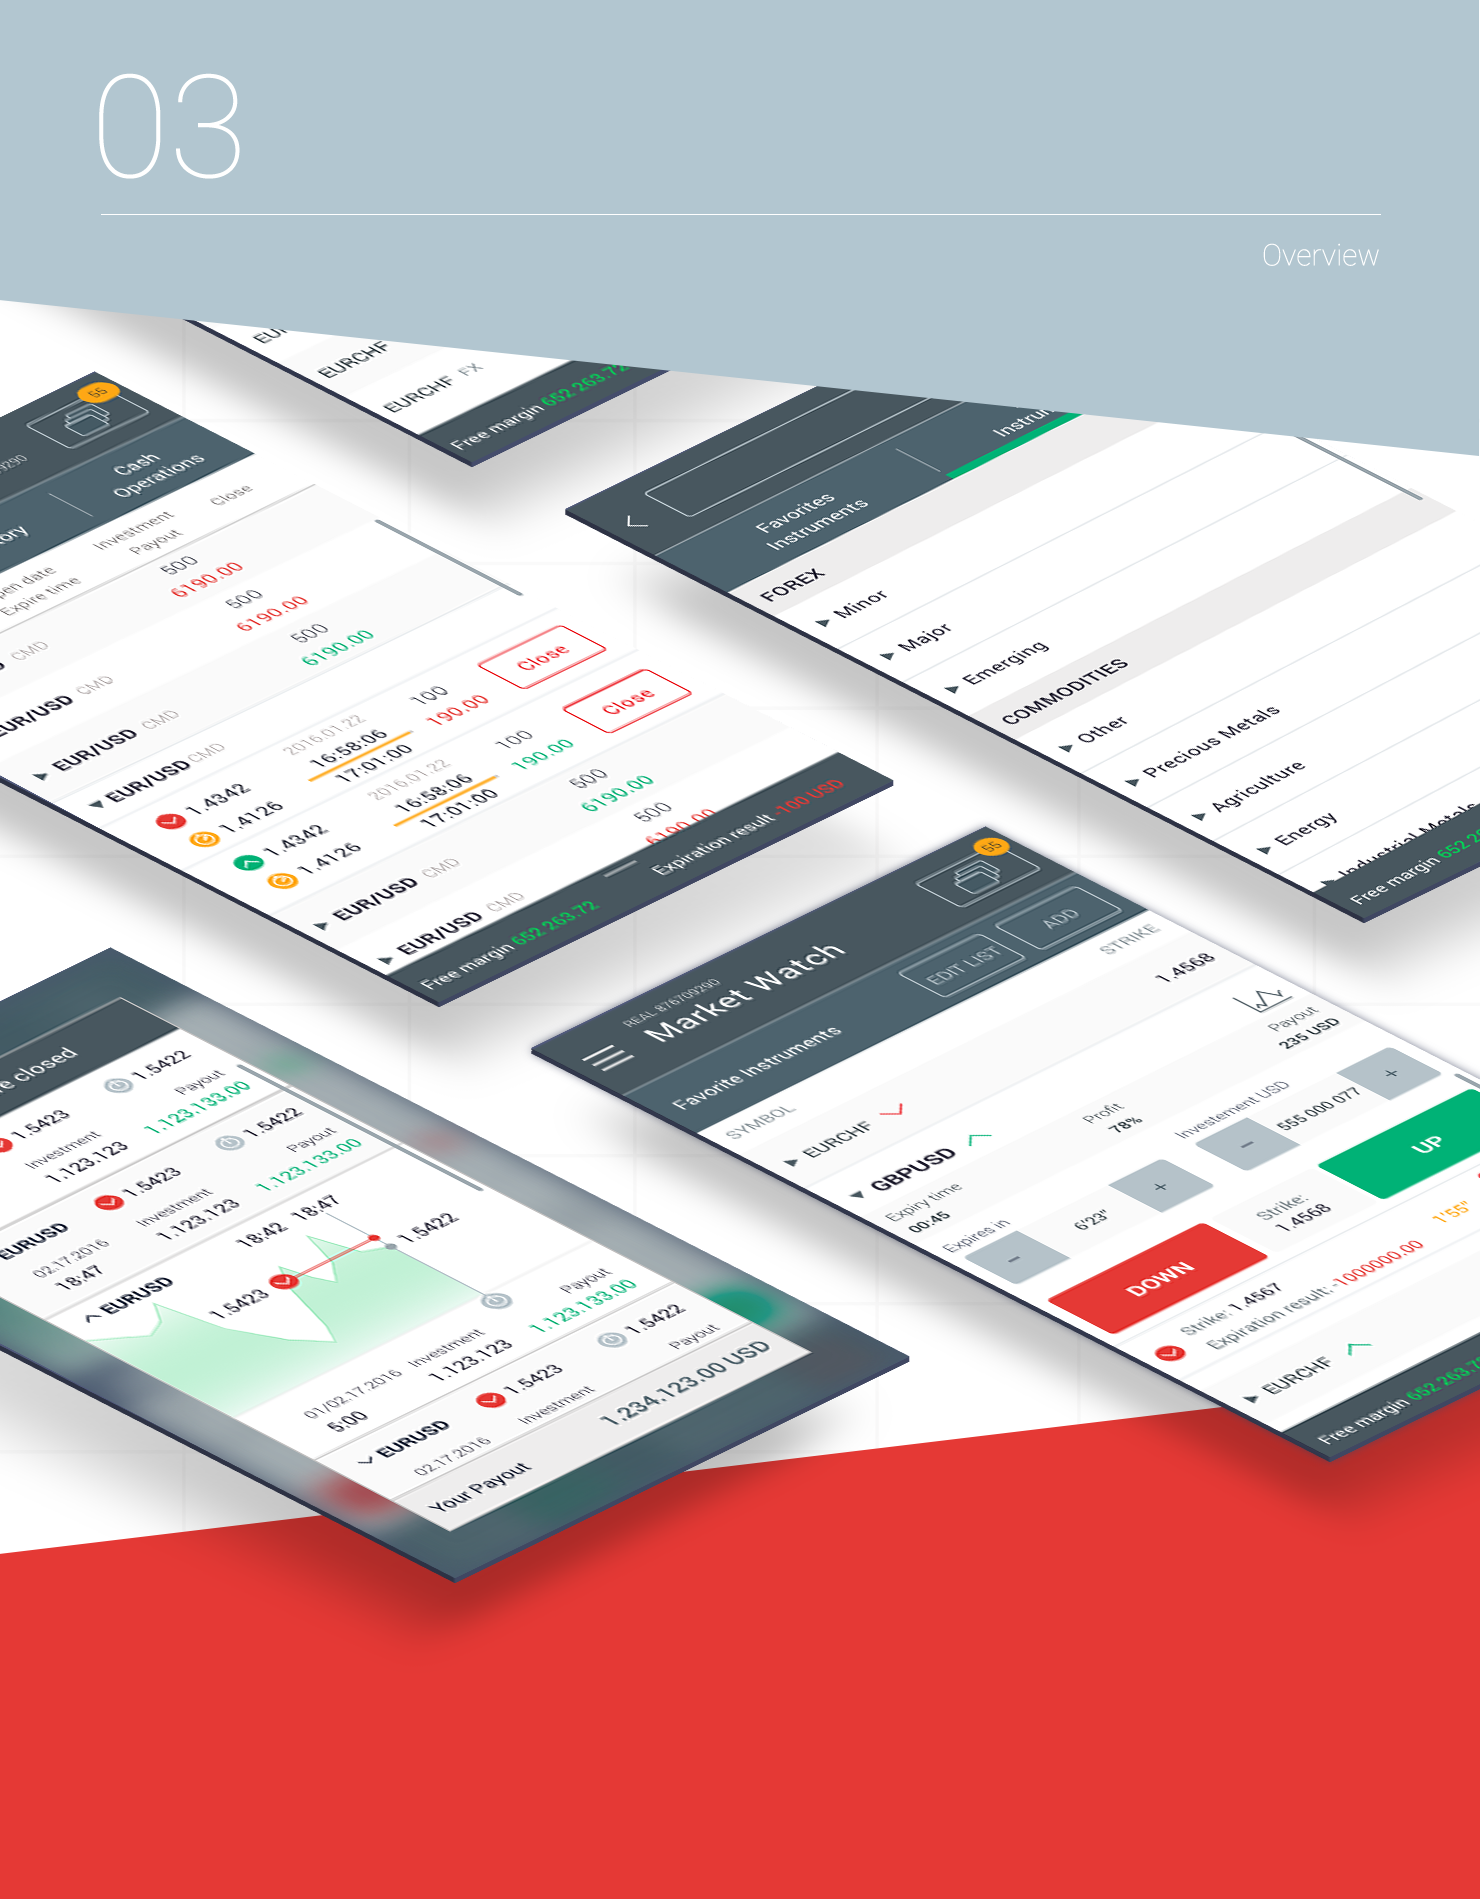 03
Overview
EURCHF
EURCHF FX
Free margin 652 263.72
55
Cash
Operations
Investment
Payout
Close
Expire time
500
6190.00
500
6190.00
500
6190.00
CMD
EUR/USD CMD
EUR/USD CMD
EUR/USD CMD
1.4342
1.4126
2016.01.22
16:58:06
17:01:00
100
190.00
Close
1.4342
1.4126
2016.01.22
16:58:06
17:01:00
100
190.00
Close
EUR/USD CMD
500
6190.00
EUR/USD CMD
500
6190.00
Free margin 652 263.72
Expiration result -100 USD
Favorites
Instruments
FOREX
Minor
Major
Emerging
COMMODITIES
Other
Precious Metals
Agriculture
Energy
Industrial Metals
Free margin
closed
1.5423
1.5422
Investment
1.123.123
Payout
1.123.133.00
EURUSD
1.5423
1.5422
02.17.2016
18:47
Investment
1.123.123
Payout
1.123.133.00
EURUSD
18:42
18:47
1.5423
1.5422
01/02.17.2016
5:00
Investment
1.123.123
Payout
1.123.133.00
EURUSD
1.5423
1.5422
02.17.2016
Investment
Payout
Your Payout
1,234,123.00 USD
REAL 876709290
Market Watch
55
Favorite Instruments
EDIT LIST
ADD
SYMBOL
STRIKE
EURCHF
1.4568
GBPUSD
Expiry time
00:45
Profit
78%
Payout
235 USD
Expires in
6'23"
Investement USD
555 000 077
-
+
-
+
DOWN
Strike:
1.4568
UP
Strike: 1.4567
Expiration result: -1000000.00
1'55"
EURCHF
Free margin 652 263.72